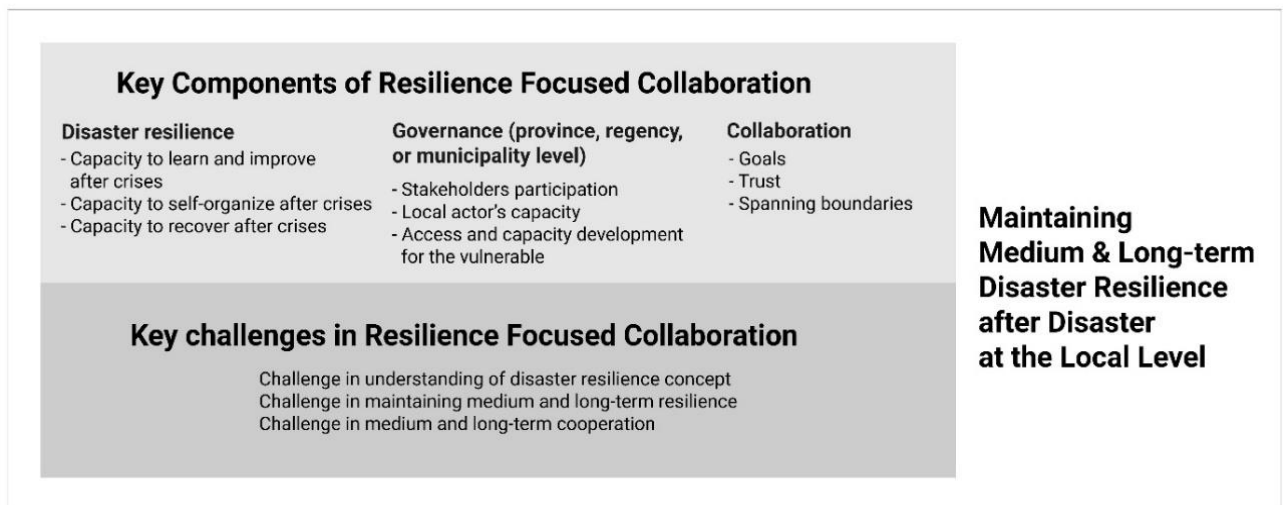 Key Components of Resilience Focused Collaboration
Disaster resilience
- Capacity to learn and improve
after crises
- Capacity to self-organize after crises
- Capacity to recover after crises
Governance (province, regency,
or municipality level)
- Stakeholders participation
- Local actor's capacity
- Access and capacity development
for the vulnerable
Collaboration
- Goals
- Trust
- Spanning boundaries
Key challenges in Resilience Focused Collaboration
Challenge in understanding of disaster resilience concept
Challenge in maintaining medium and long-term resilience
Challenge in medium and long-term cooperation
Maintaining
Medium & Long-term
Disaster Resilience
after Disaster
at the Local Level